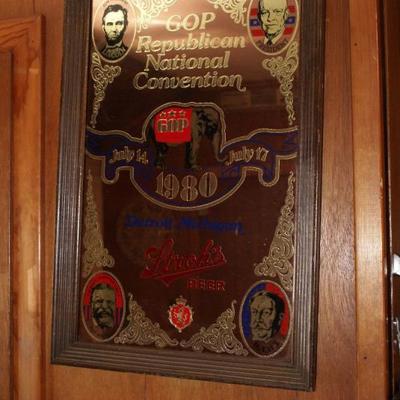 GOP
Republican
National
Convention
GOP
July 14 July 17
1980
Detroit Michigan
Stroh's
BEER